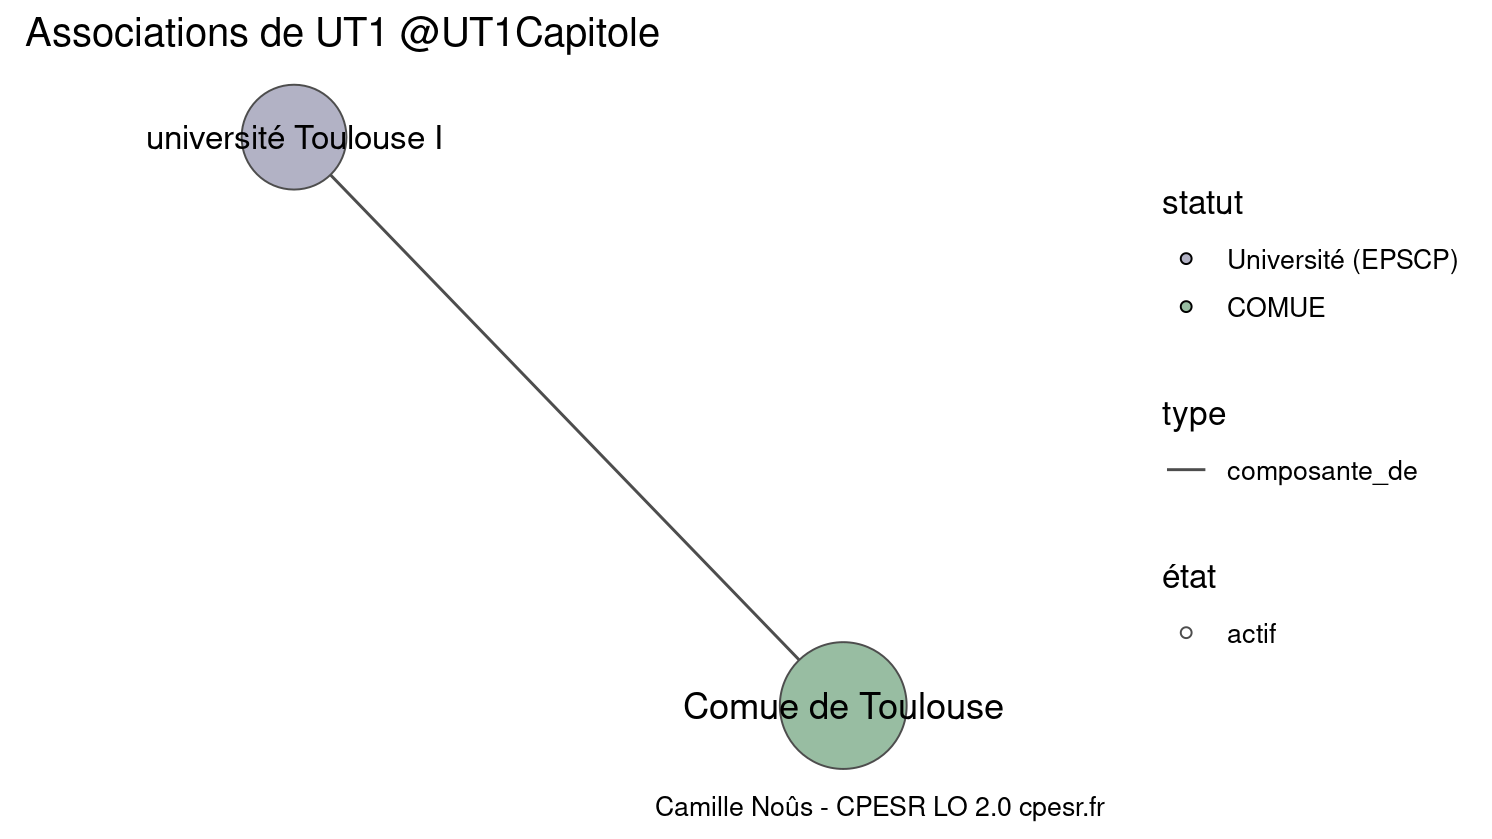 Associations de UT1 @UT1Capitole
université Toulouse I
statut
Université (EPSCP)
COMUE
type
composante_de
état
actif
Comue de Toulouse
Camille Noûs - CPESR LO 2.0 cpesr.fr